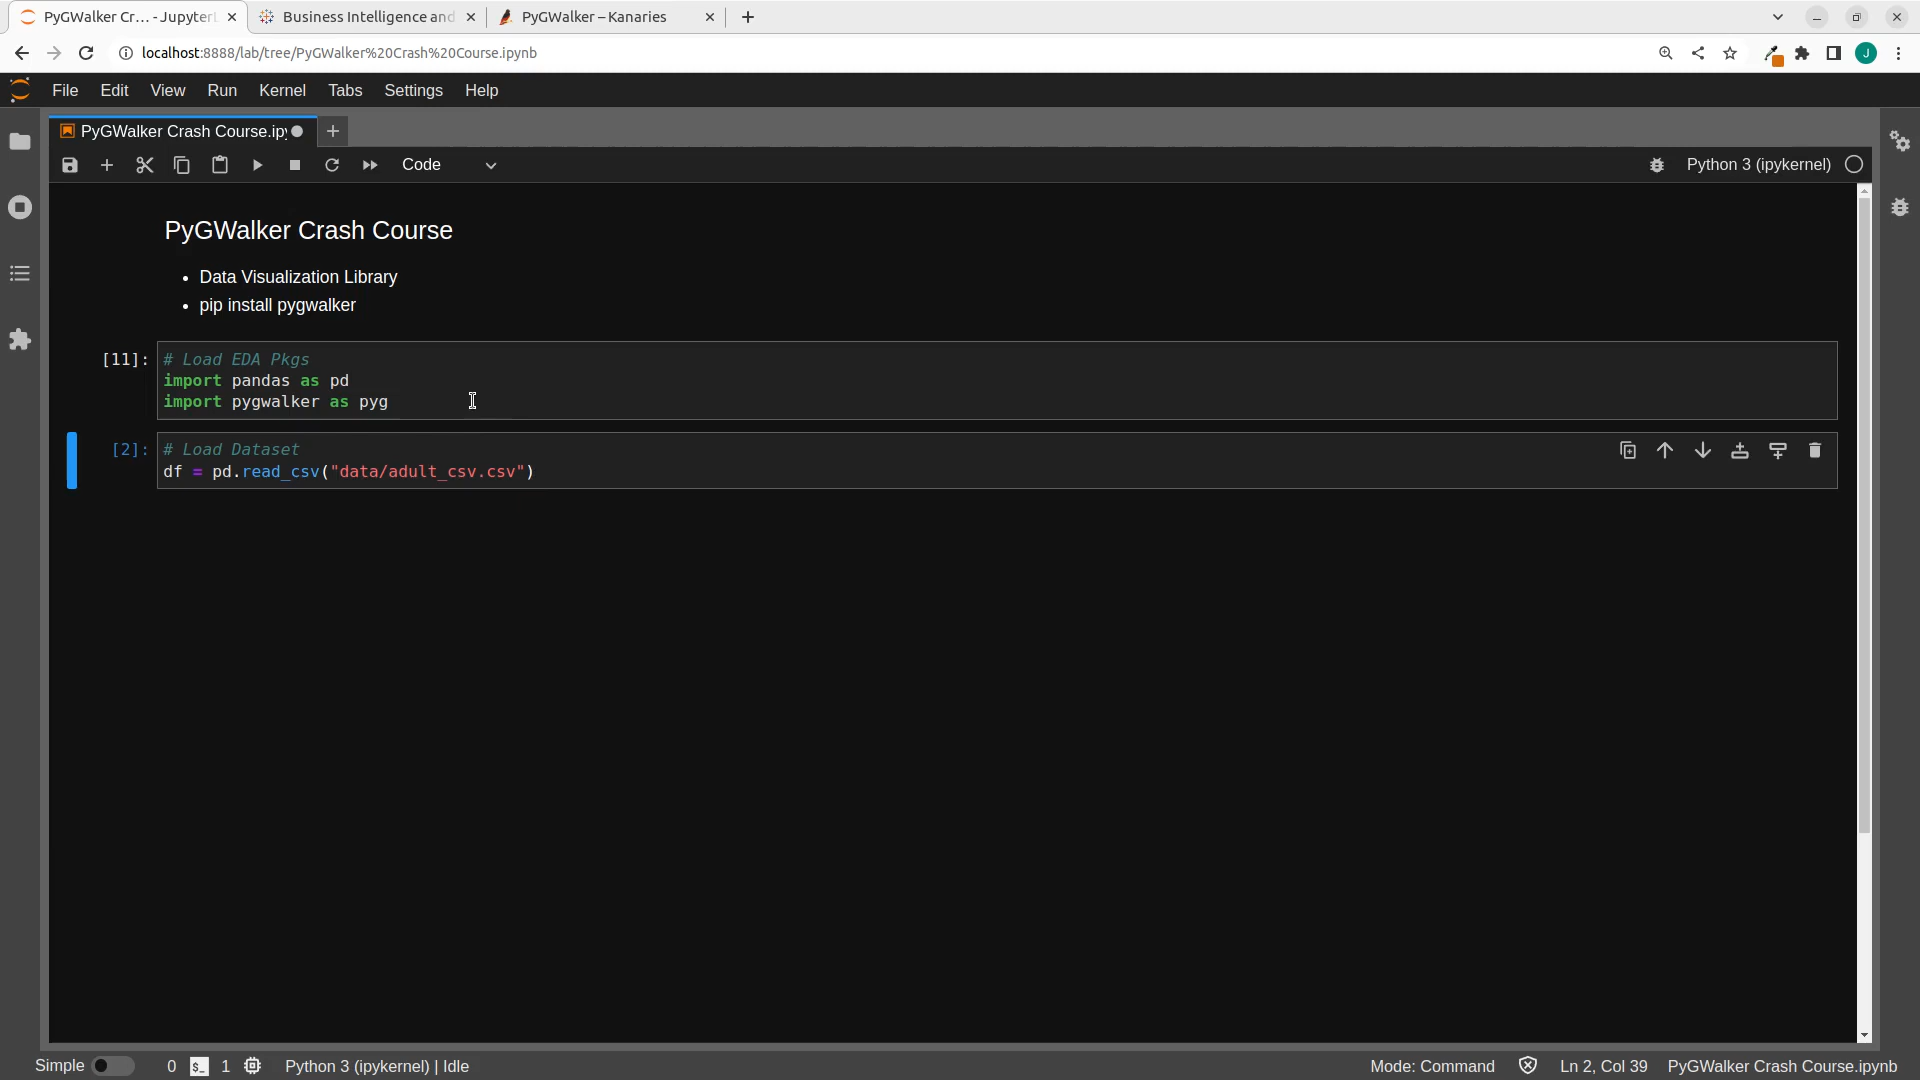 PyGWalker Cr… - JupyterL
Business Intelligence and
PyGWalker – Kanaries
localhost:8888/lab/tree/PyGWalker%20Crash%20Course.ipynb
J
File Edit View Run Kernel Tabs Settings Help
PyGWalker Crash Course.ipy
Code
Python 3 (ipykernel)
PyGWalker Crash Course
• Data Visualization Library
• pip install pygwalker
[11]: # Load EDA Pkgs
import pandas as pd
import pygwalker as pyg
[2]: # Load Dataset
df = pd.read_csv("data/adult_csv.csv")
Simple 0 $_ 1 Python 3 (ipykernel) | Idle Mode: Command Ln 2, Col 39 PyGWalker Crash Course.ipynb